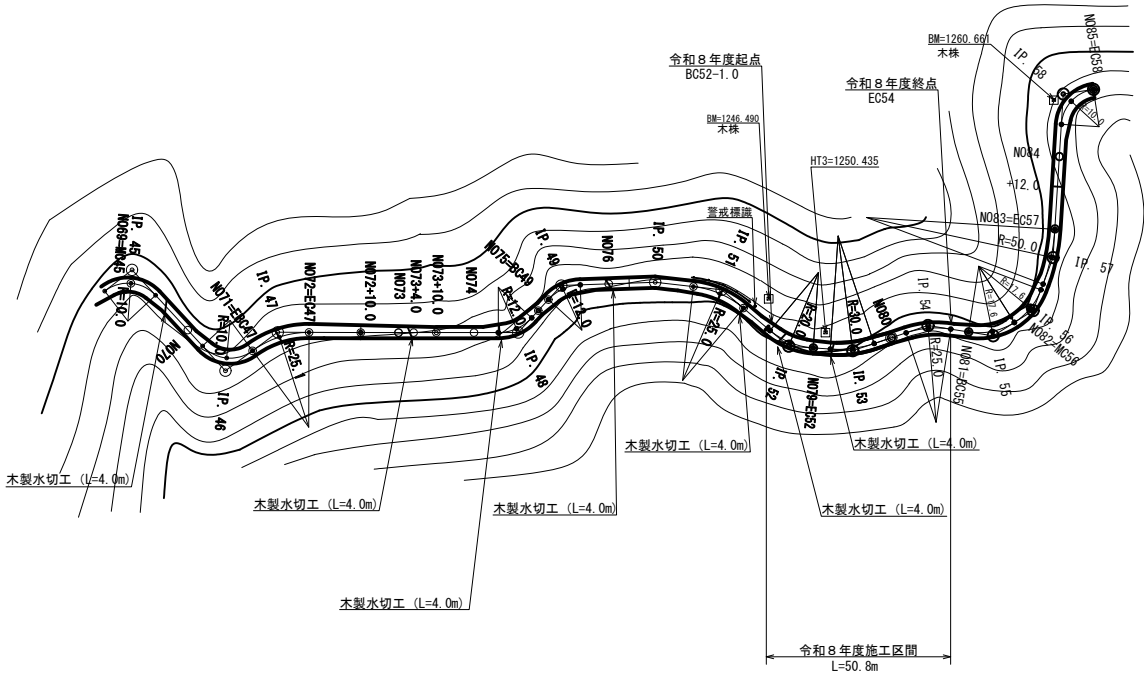 BM=1260.661
木株
令和８年度起点
BC52-1.0
令和８年度終点
EC54
BM=1246.490
木株
HT3=1250.435
警戒標識
IP. 58
NO85=EC58
R=10.0
NO84
+12.0
NO83=EC57
R=50.0
IP. 57
IP. 56
NO82=MC56
IP. 55
NO81=BC55
R=25.0
IP. 54
NO80
R=30.0
IP. 53
R=20.0
NO79=EC52
IP. 52
IP. 51
R=25.0
IP. 50
NO76
IP. 49
NO75=BC49
R=12.0
IP. 48
NO74
NO73+10.0
NO73+4.0
NO73
NO72+10.0
NO72=EC47
IP. 47
R=25.1
NO71=EBC47
R=10.0
IP. 46
NO70
IP. 45
NO69=MC45
R=10.0
木製水切工 (L=4.0m)
木製水切工 (L=4.0m)
木製水切工 (L=4.0m)
木製水切工 (L=4.0m)
木製水切工 (L=4.0m)
木製水切工 (L=4.0m)
木製水切工 (L=4.0m)
令和８年度施工区間
L=50.8m